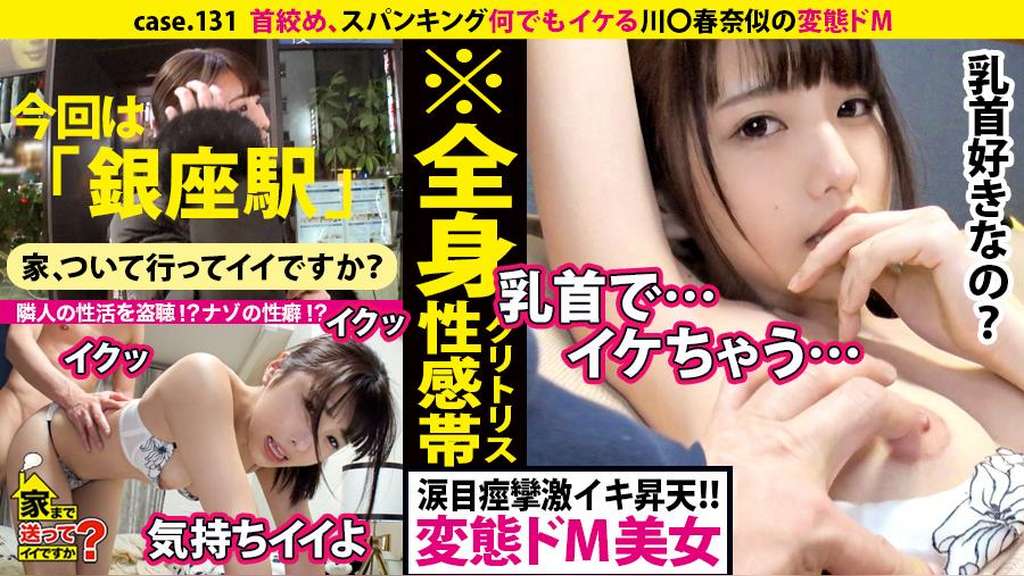 case.131 首絞め、スパンキング何でもイケる川〇春奈似の変態ドM
今回は
「銀座駅」
家、ついて行ってイイですか?
隣人の性活を盗聴!?ナゾの性癖!?
イクッ
イクッ
気持ちイイよ
家まで
送って
イイですか?
※全身性感帯
クリトリス
乳首好きなの?
乳首で…
イケちゃう…
涙目痙攣激イキ昇天!!
変態ドM美女